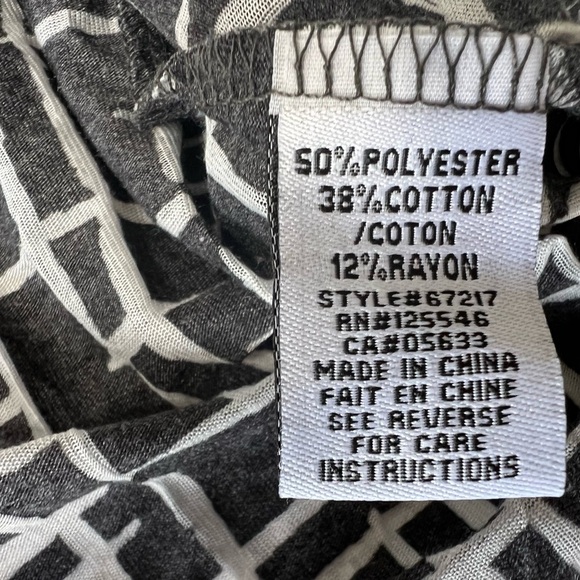 50%POLYESTER
38%COTTON
/COTON
12%RAYON
STYLE#67217
RN#125546
CA#05633
MADE IN CHINA
FAIT EN CHINE
SEE REVERSE
FOR CARE
INSTRUCTIONS